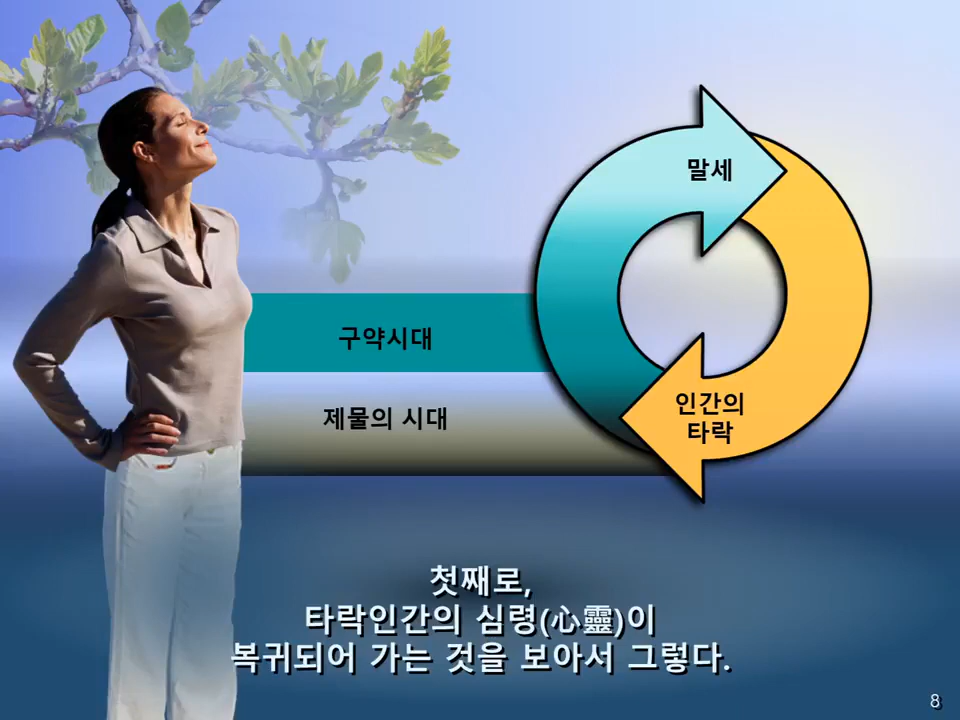 말세
구약시대
제물의 시대
인간의
타락
첫째로,
타락인간의 심령(心靈)이
복귀되어 가는 것을 보아서 그렇다.
8